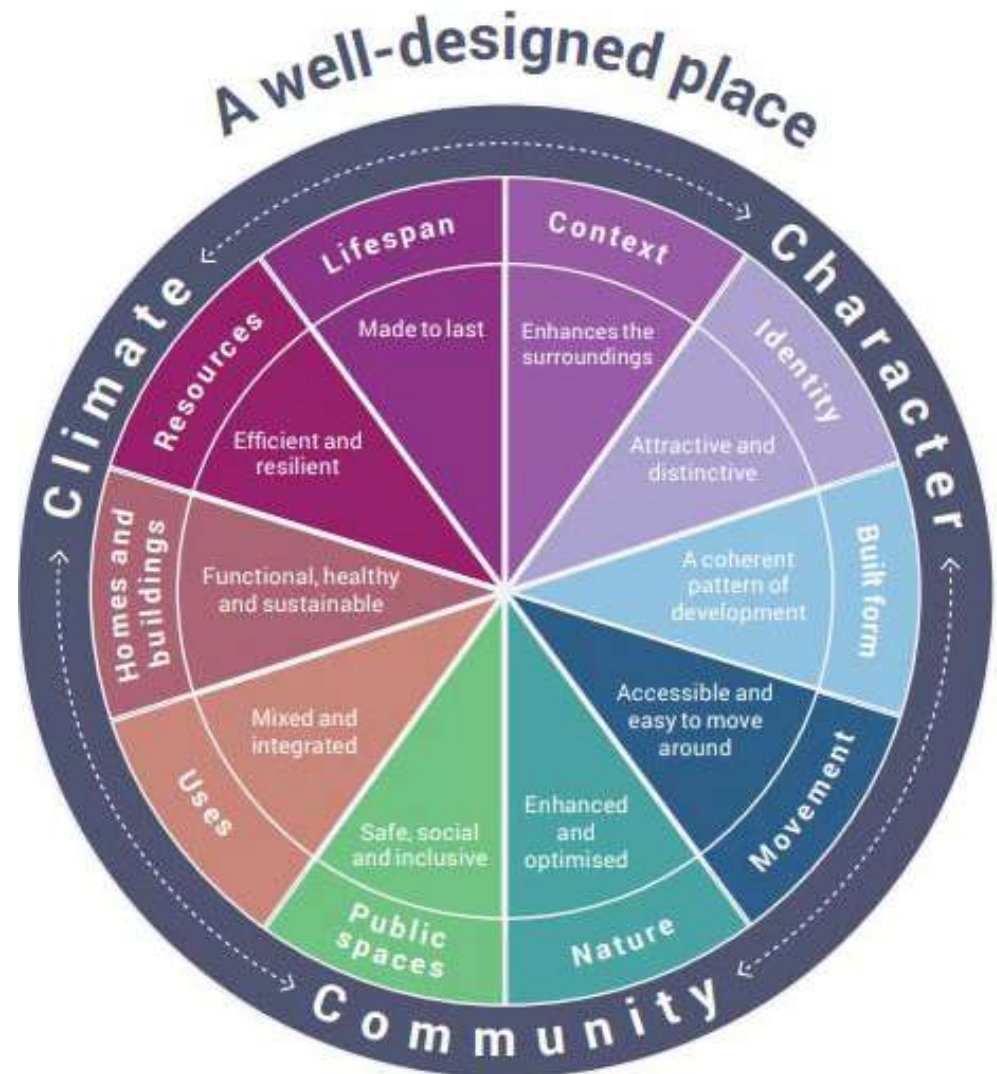 A well-designed place
Climate
Character
Community
Context
Enhances the
surroundings
Identity
Attractive and
distinctive
Built form
A coherent
pattern of
development
Movement
Accessible and
easy to move
around
Nature
Enhanced
and
optimised
Public
spaces
Safe, social
and inclusive
Uses
Mixed and
integrated
Homes and
buildings
Functional, healthy
and sustainable
Resources
Efficient and
resilient
Lifespan
Made to last